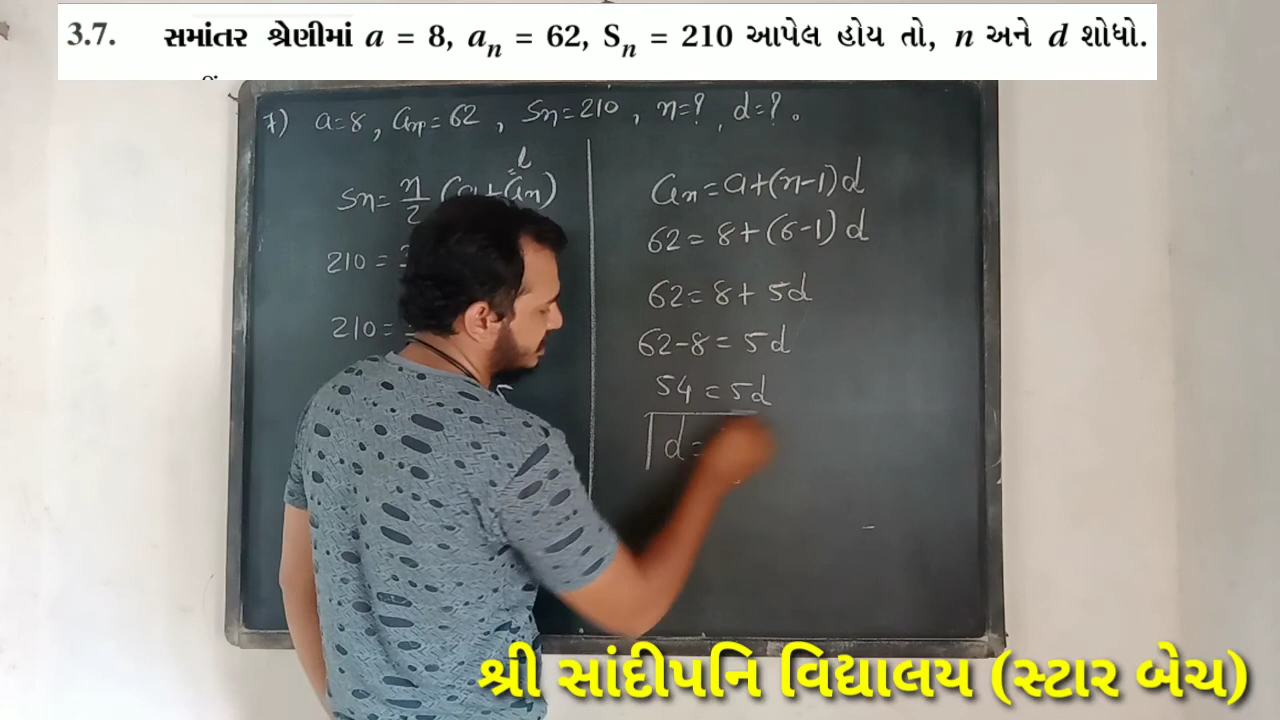 3.7. સમાંતર શ્રેણીમાં a = 8, aₙ = 62, Sₙ = 210 આપેલ હોય તો, n અને d શોધો.
7) a=8, an=62, Sn=210, n=?, d=?.
l
Sn= n/2 (a+an)
210 =
210 =
an = a+(n-1)d
62 = 8+(6-1)d
62 = 8+ 5d
62-8 = 5d
54 = 5d
d =
શ્રી સાંદીપનિ વિદ્યાલય (સ્ટાર બેચ)